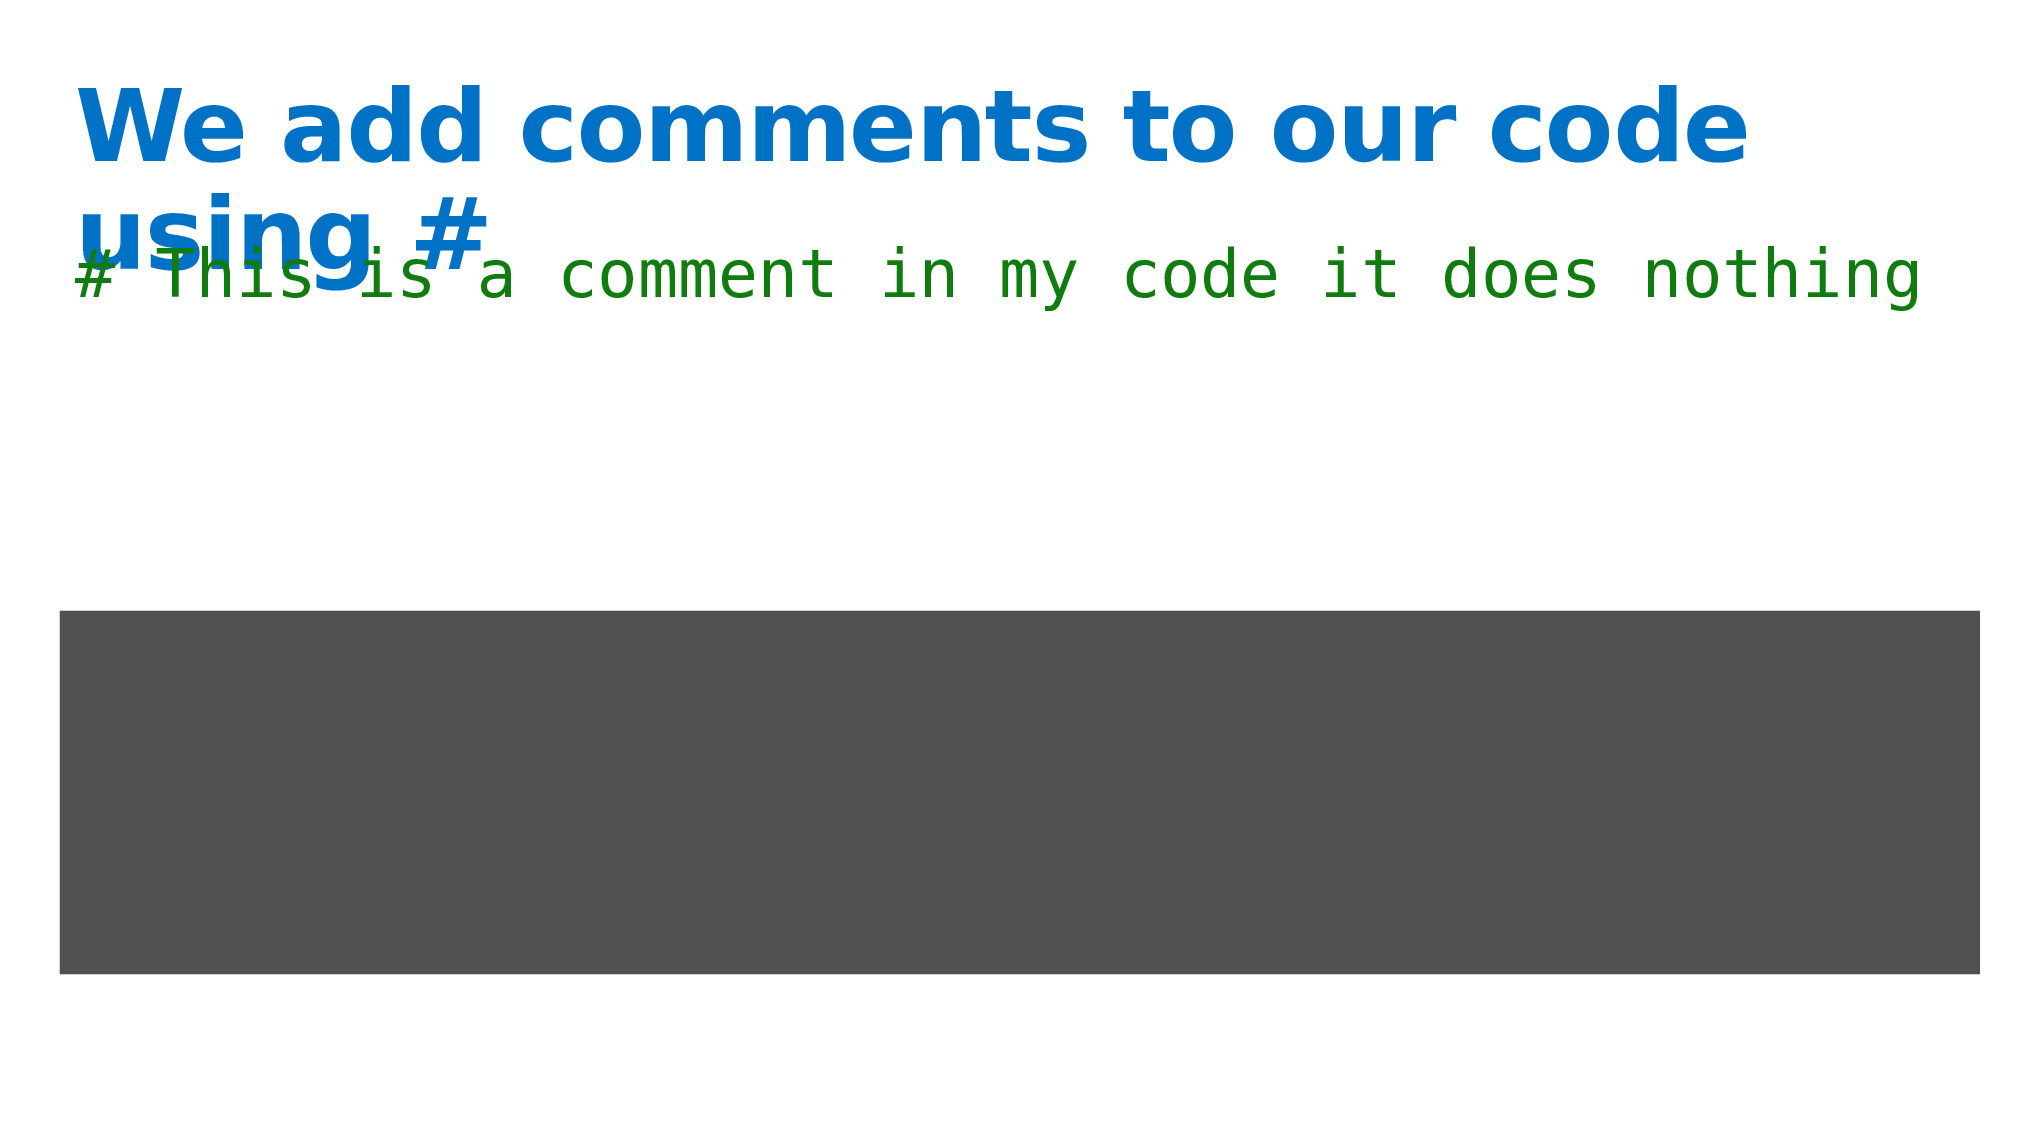 We add comments to our code
using #
# This is a comment in my code it does nothing